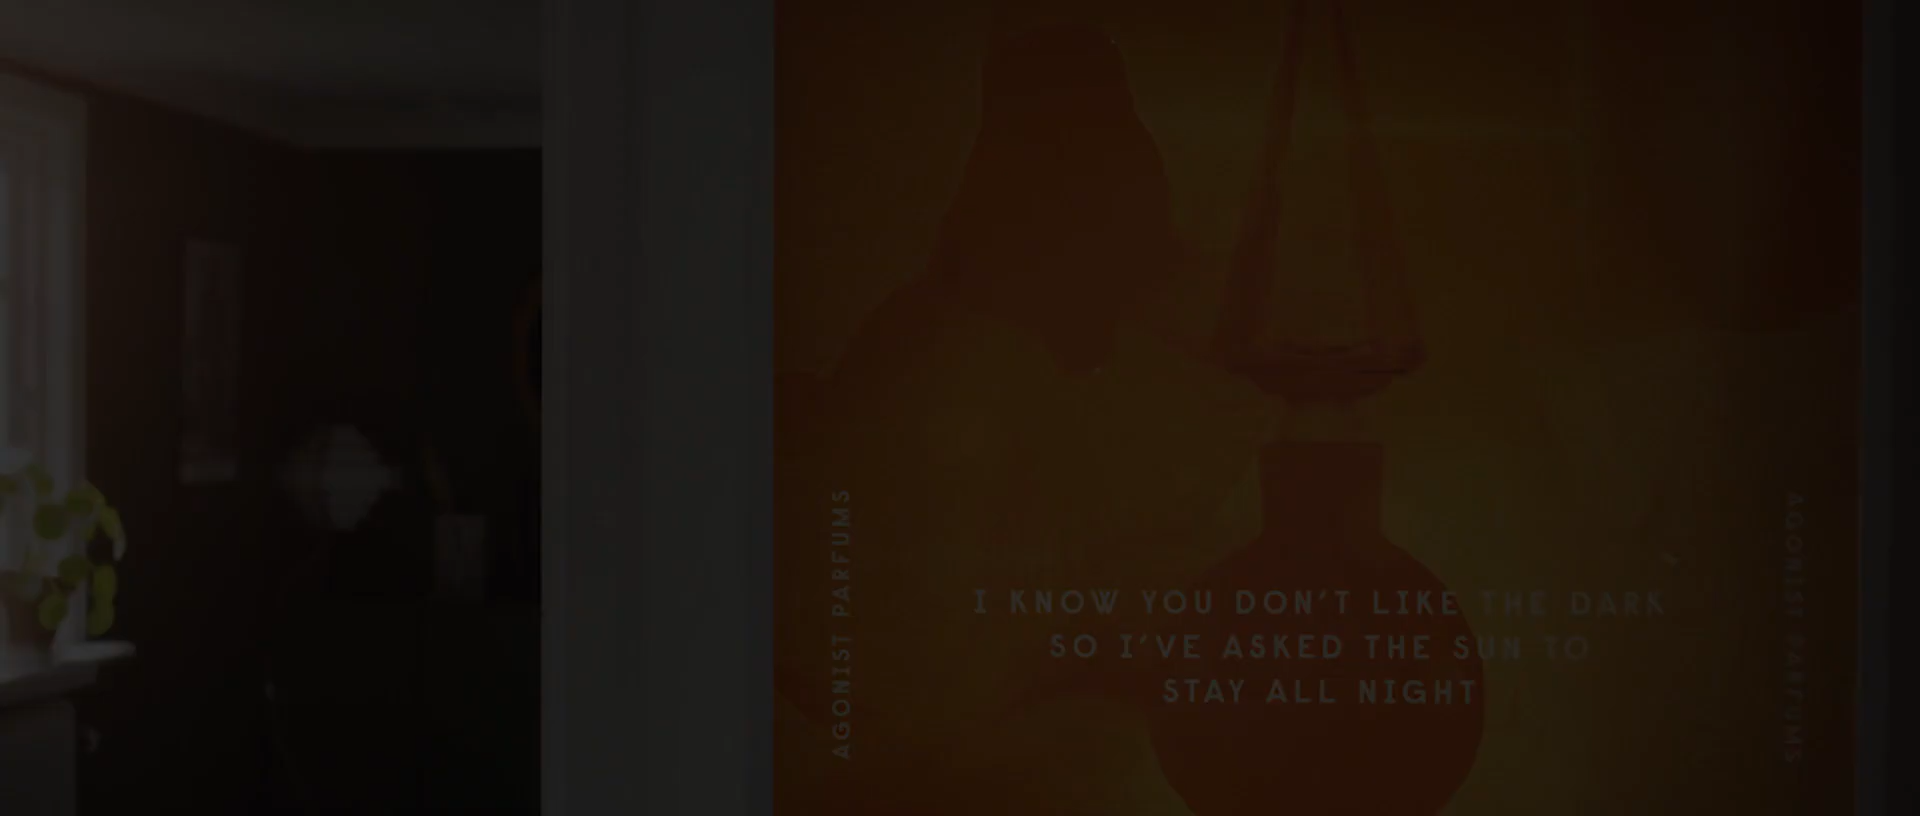 AGONIST PARFUMS
I KNOW YOU DON'T LIKE THE DARK
SO I'VE ASKED THE SUN TO
STAY ALL NIGHT
AGONIST PARFUMS